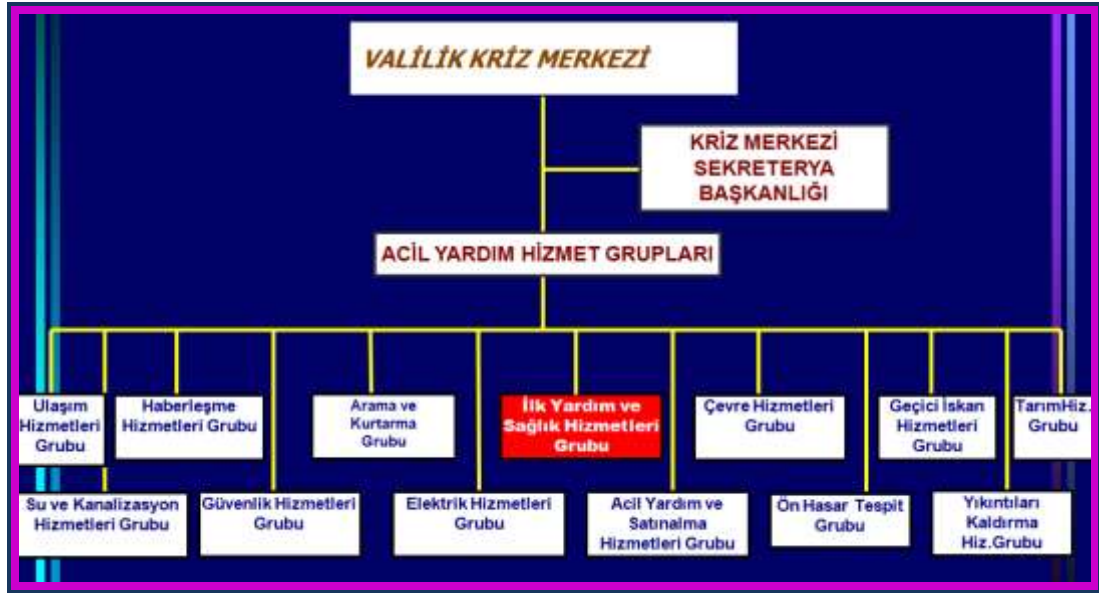 VALİLİK KRİZ MERKEZİ
KRİZ MERKEZİ
SEKRETERYA
BAŞKANLIĞI
ACİL YARDIM HİZMET GRUPLARI
Ulaşım
Hizmetleri
Grubu
Haberleşme
Hizmetleri Grubu
Arama ve
Kurtarma
Grubu
İlk Yardım ve
Sağlık Hizmetleri
Grubu
Çevre Hizmetleri
Grubu
Geçici İskan
Hizmetleri
Grubu
TarımHiz.
Grubu
Su ve Kanalizasyon
Hizmetleri Grubu
Güvenlik Hizmetleri
Grubu
Elektrik Hizmetleri
Grubu
Acil Yardım ve
Satınalma
Hizmetleri Grubu
Ön Hasar Tespit
Grubu
Yıkıntıları
Kaldırma
Hiz.Grubu